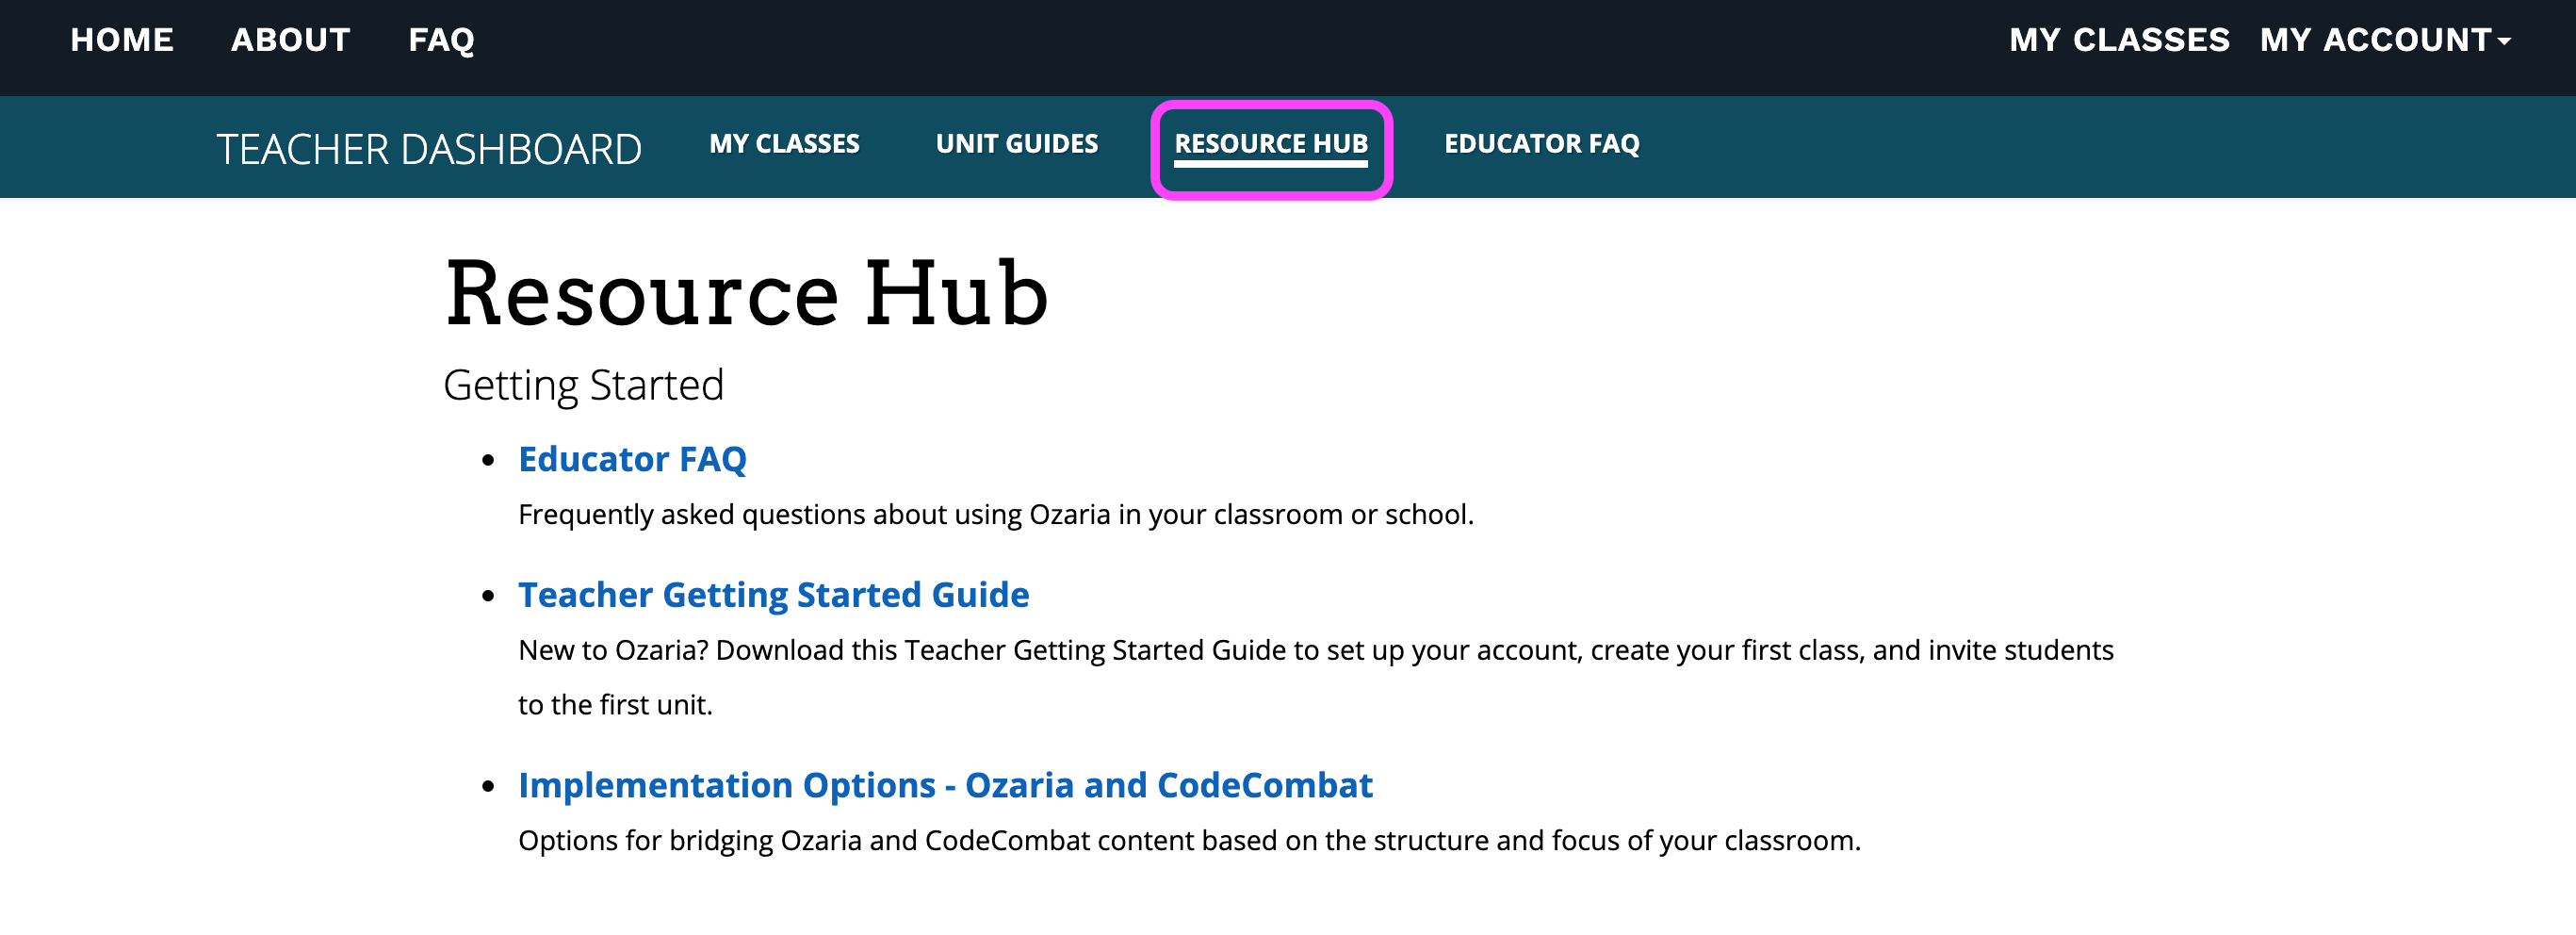 HOME ABOUT FAQ MY CLASSES MY ACCOUNT
TEACHER DASHBOARD MY CLASSES UNIT GUIDES RESOURCE HUB EDUCATOR FAQ
Resource Hub
Getting Started
Educator FAQ
Frequently asked questions about using Ozaria in your classroom or school.
Teacher Getting Started Guide
New to Ozaria? Download this Teacher Getting Started Guide to set up your account, create your first class, and invite students
to the first unit.
Implementation Options - Ozaria and CodeCombat
Options for bridging Ozaria and CodeCombat content based on the structure and focus of your classroom.